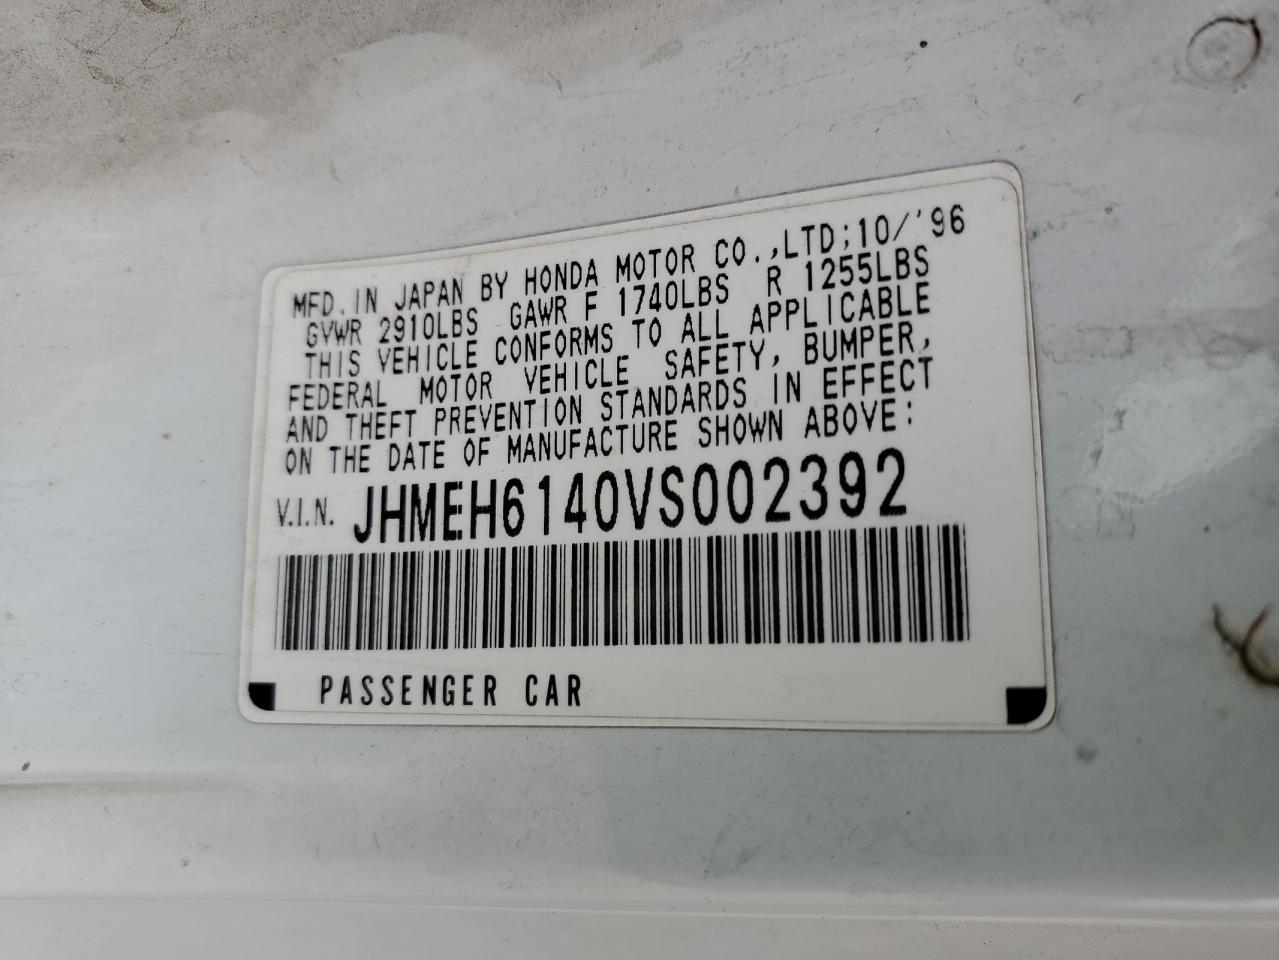 MFD. IN JAPAN BY HONDA MOTOR CO.,LTD;10/'96
GVWR 2910LBS GAWR F 1740LBS R 1255LBS
THIS VEHICLE CONFORMS TO ALL APPLICABLE
FEDERAL MOTOR VEHICLE SAFETY, BUMPER,
AND THEFT PREVENTION STANDARDS IN EFFECT
ON THE DATE OF MANUFACTURE SHOWN ABOVE:
V.I.N. JHMEH6140VS002392
PASSENGER CAR